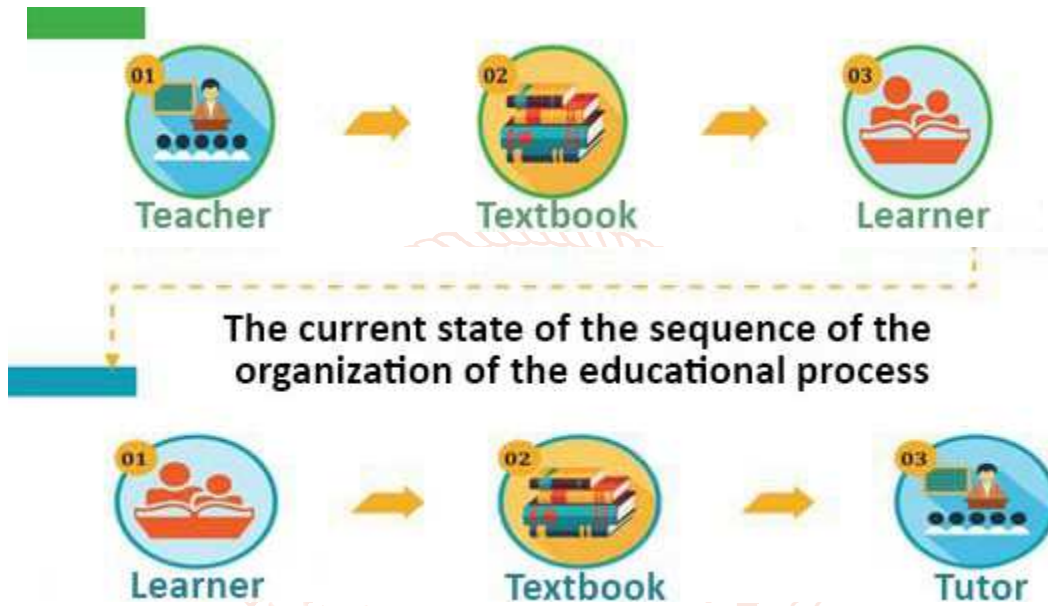 01
02
03
Teacher
Textbook
Learner
The current state of the sequence of the
organization of the educational process
01
02
03
Learner
Textbook
Tutor